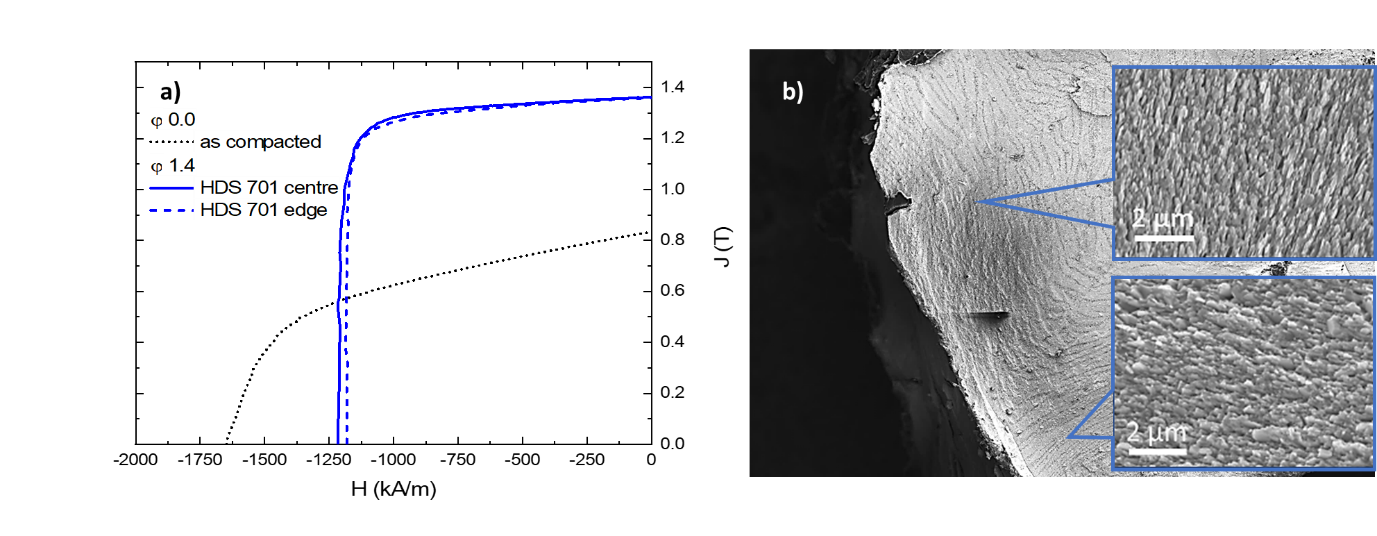 a)
φ 0.0
as compacted
φ 1.4
HDS 701 centre
HDS 701 edge
1.4
1.2
1.0
0.8
0.6
0.4
0.2
0.0
J (T)
-2000 -1750 -1500 -1250 -1000 -750 -500 -250 0
H (kA/m)
b)
2 μm
2 μm